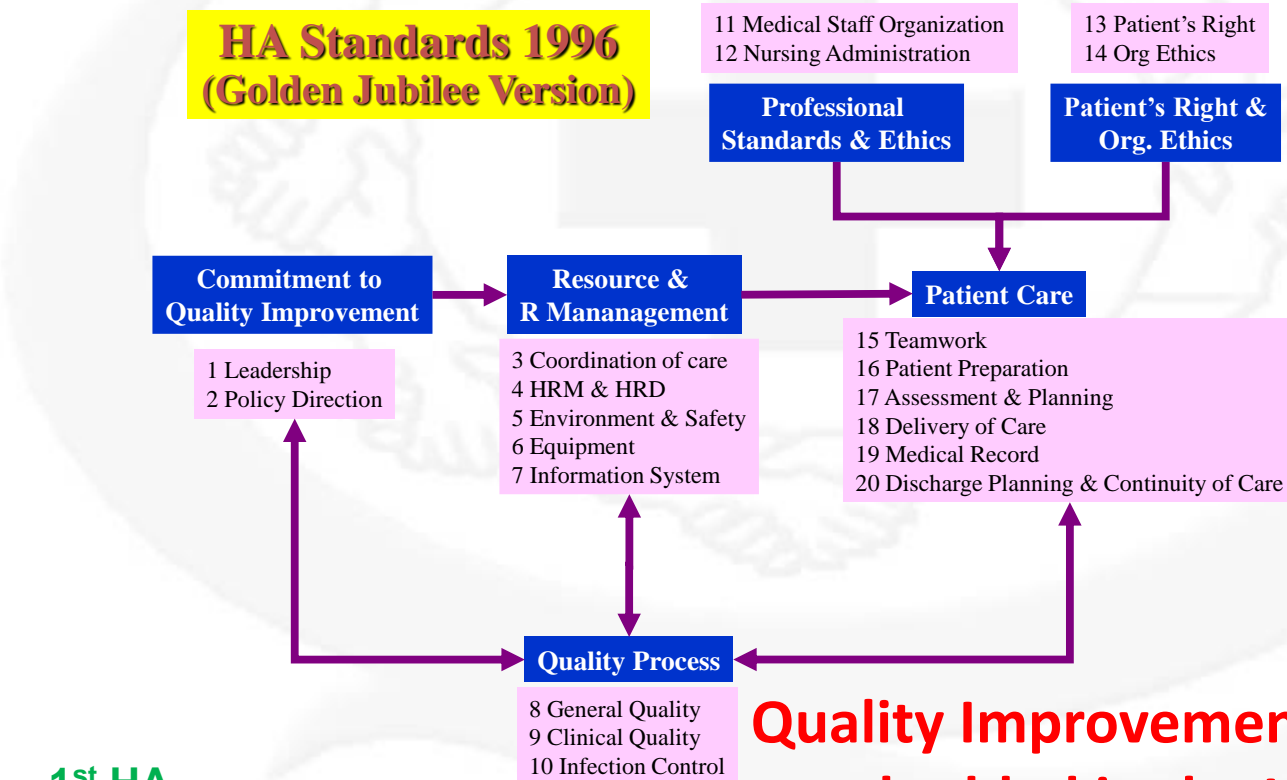 HA Standards 1996
(Golden Jubilee Version)
11 Medical Staff Organization
12 Nursing Administration
13 Patient's Right
14 Org Ethics
Professional
Standards & Ethics
Patient's Right &
Org. Ethics
Commitment to
Quality Improvement
Resource &
R Mananagement
Patient Care
1 Leadership
2 Policy Direction
3 Coordination of care
4 HRM & HRD
5 Environment & Safety
6 Equipment
7 Information System
15 Teamwork
16 Patient Preparation
17 Assessment & Planning
18 Delivery of Care
19 Medical Record
20 Discharge Planning & Continuity of Care
Quality Process
8 General Quality
9 Clinical Quality
10 Infection Control
Quality Improvemen
1st HA